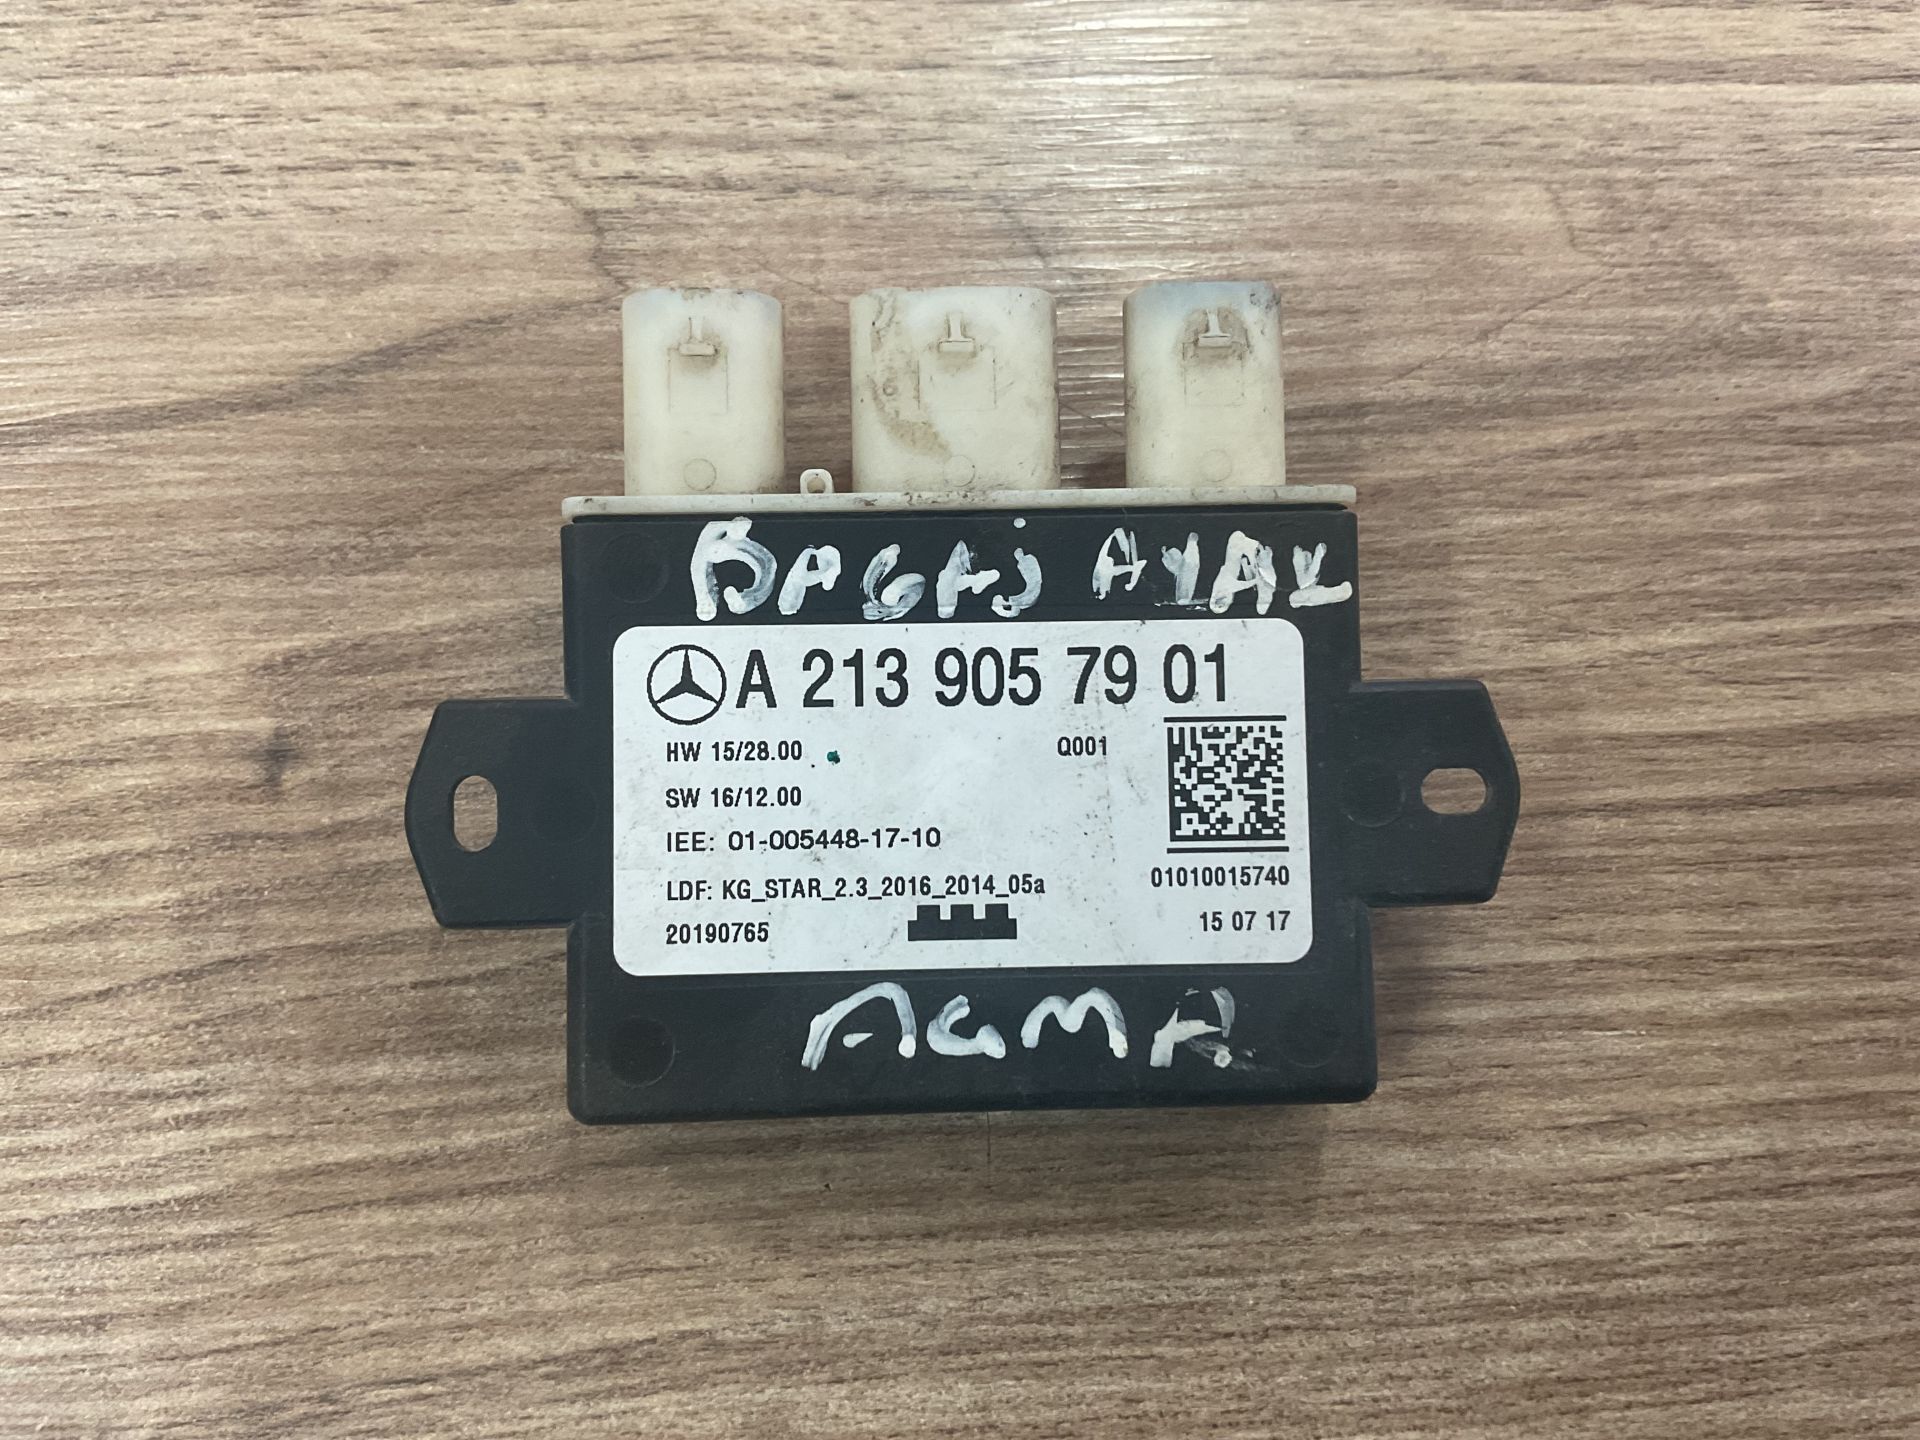 BAGAJ AYAK
A 213 905 79 01
HW 15/28.00 Q001
SW 16/12.00
IEE: 01-005448-17-10
LDF: KG_STAR_2.3_2016_2014_05a
01010015740
20190765
15 07 17
AÇMA